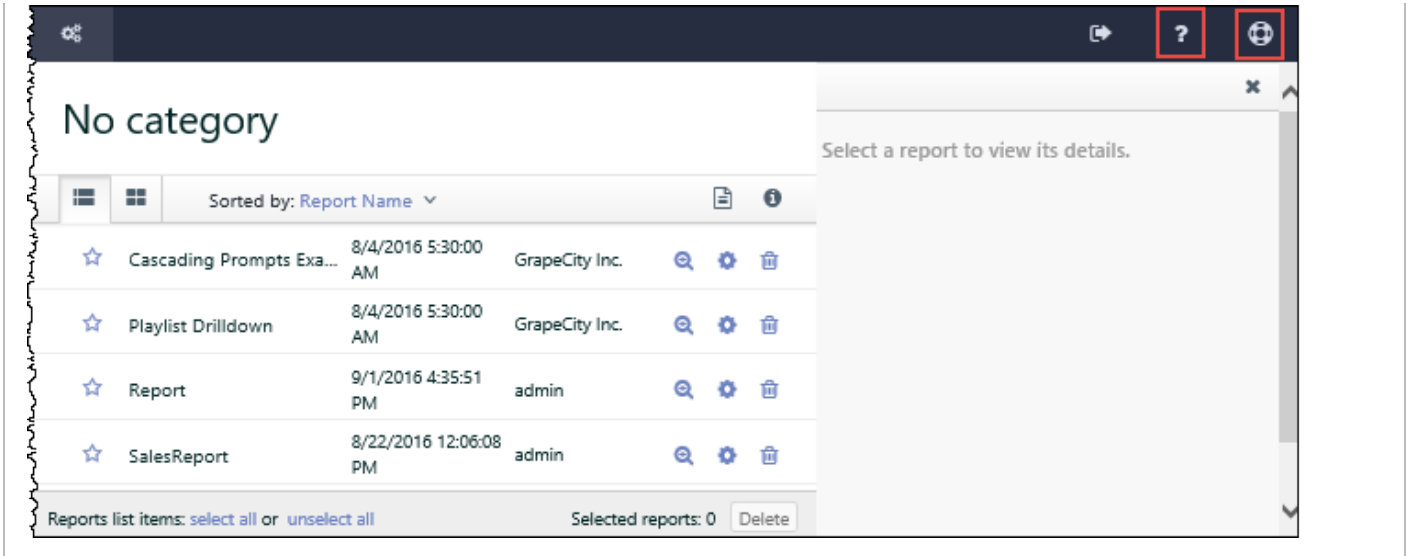 ?
No category
Select a report to view its details.
Sorted by: Report Name
Cascading Prompts Exa... 8/4/2016 5:30:00 AM GrapeCity Inc.
Playlist Drilldown 8/4/2016 5:30:00 AM GrapeCity Inc.
Report 9/1/2016 4:35:51 PM admin
SalesReport 8/22/2016 12:06:08 PM admin
Reports list items: select all or unselect all Selected reports: 0 Delete